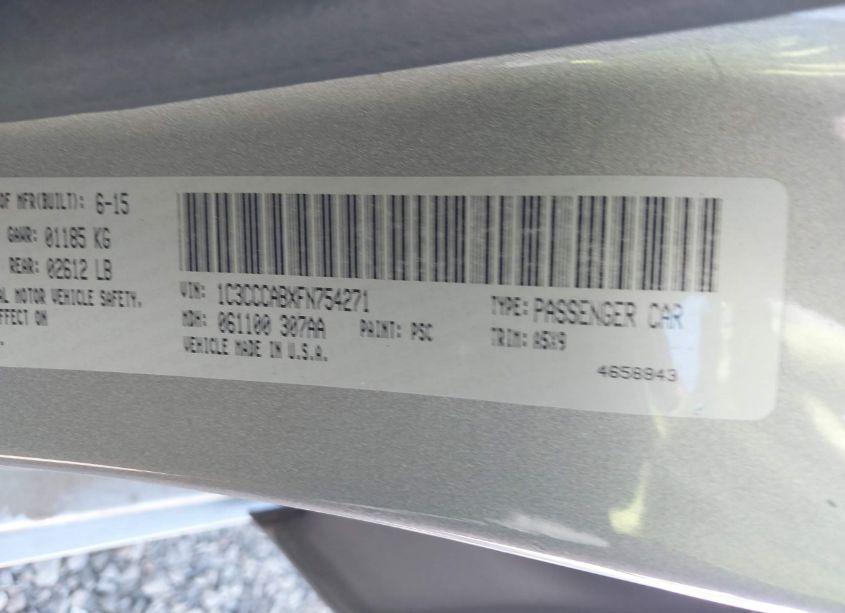 OF MFR(BUILT): 6-15
GAWR: 01185 KG
REAR: 02612 LB
AL MOTOR VEHICLE SAFETY.
FFECT ON
VIN: 1C3CCCABXFN754271
MDH: 061100 307AA PAINT: PSC
VEHICLE MADE IN U.S.A.
TYPE: PASSENGER CAR
TRIM: A5X9
4658943